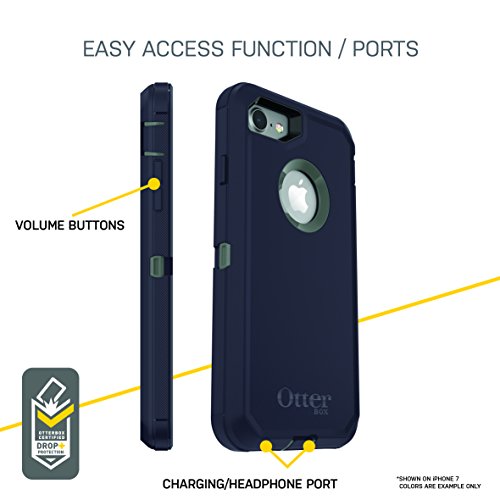 EASY ACCESS FUNCTION / PORTS
VOLUME BUTTONS
Otter
BOX
OTTERBOX
CERTIFIED
DROP+
PROTECTION
CHARGING/HEADPHONE PORT
*SHOWN ON iPHONE 7
COLORS ARE EXAMPLE ONLY